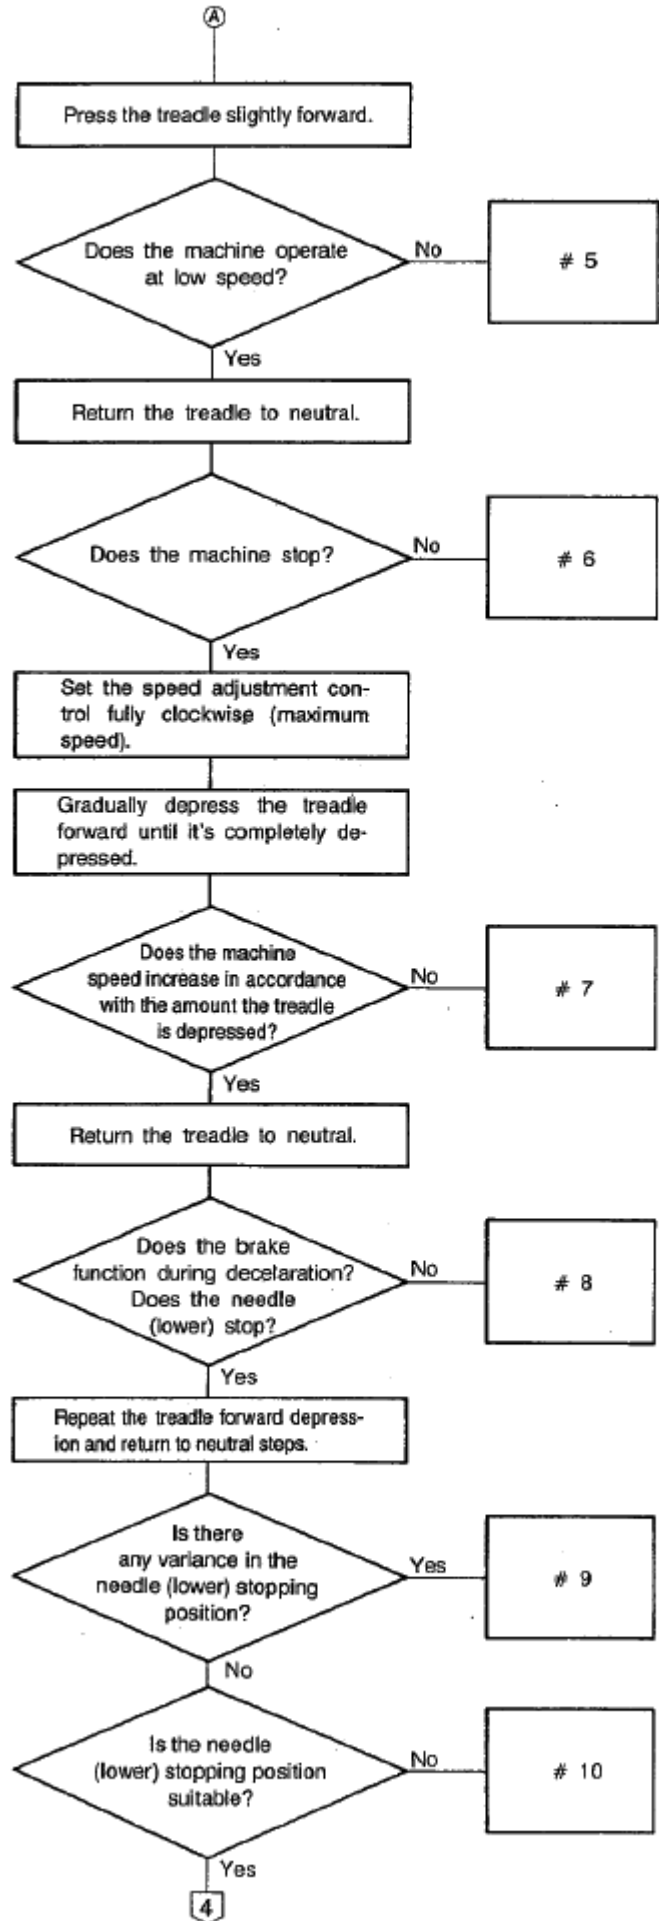 A
Press the treadle slightly forward.
Does the machine operate
at low speed?
No
# 5
Yes
Return the treadle to neutral.
Does the machine stop?
No
# 6
Yes
Set the speed adjustment con-
trol fully clockwise (maximum
speed).
Gradually depress the treadle
forward until it's completely de-
pressed.
Does the machine
speed increase in accordance
with the amount the treadle
is depressed?
No
# 7
Yes
Return the treadle to neutral.
Does the brake
function during decelaration?
Does the needle
(lower) stop?
No
# 8
Yes
Repeat the treadle forward depress-
ion and return to neutral steps.
Is there
any variance in the
needle (lower) stopping
position?
Yes
# 9
No
Is the needle
(lower) stopping position
suitable?
No
# 10
Yes
4